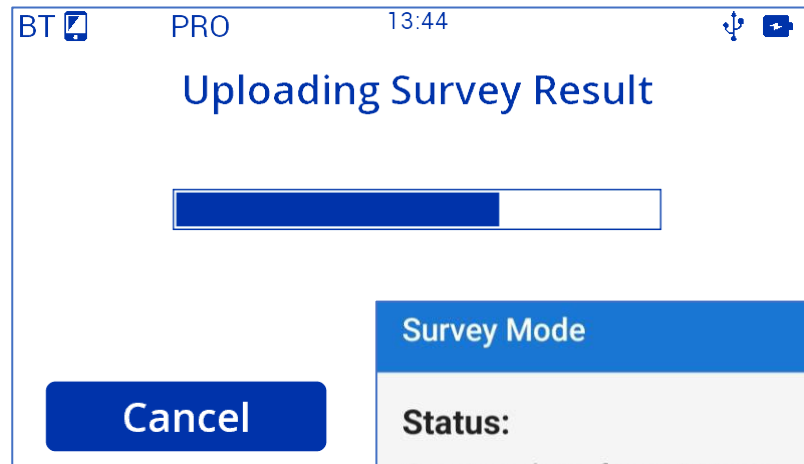 BT PRO 13:44
Uploading Survey Result
Survey Mode
Cancel
Status: